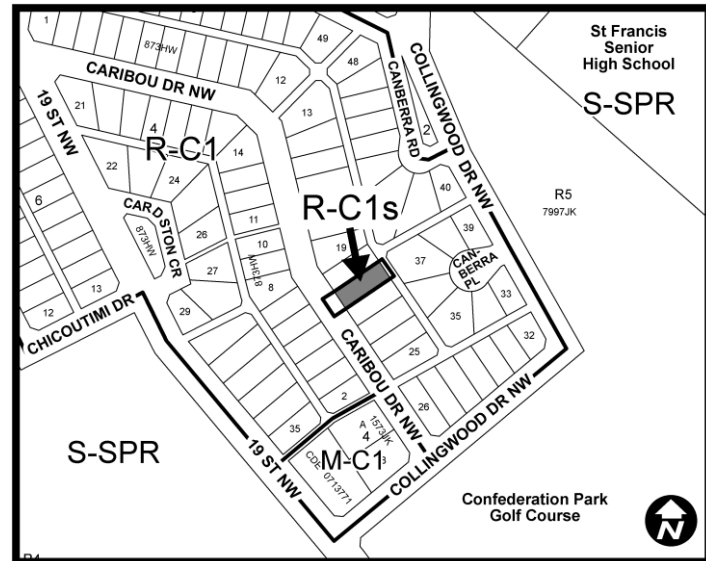 1
873HW
49
48
St Francis
Senior
High School
S-SPR
CARIBOU DR NW
12
CANBERRA RD
COLLINGWOOD DR NW
21
19 ST NW
4
R-C1
14
13
2
22
24
40
R5
7997JK
6
CARD STON CR
873HW
26
11
R-C1s
39
10
19
37
CAN-
BERRA
PL
27
873HW
8
13
12
29
33
35
CHICOUTIMI DR
CARIBOU DR NW
25
32
2
26
35
A
4
1573JK
B
M-C1
CDE 0713771
S-SPR
19 ST NW
COLLINGWOOD DR NW
Confederation Park
Golf Course
N